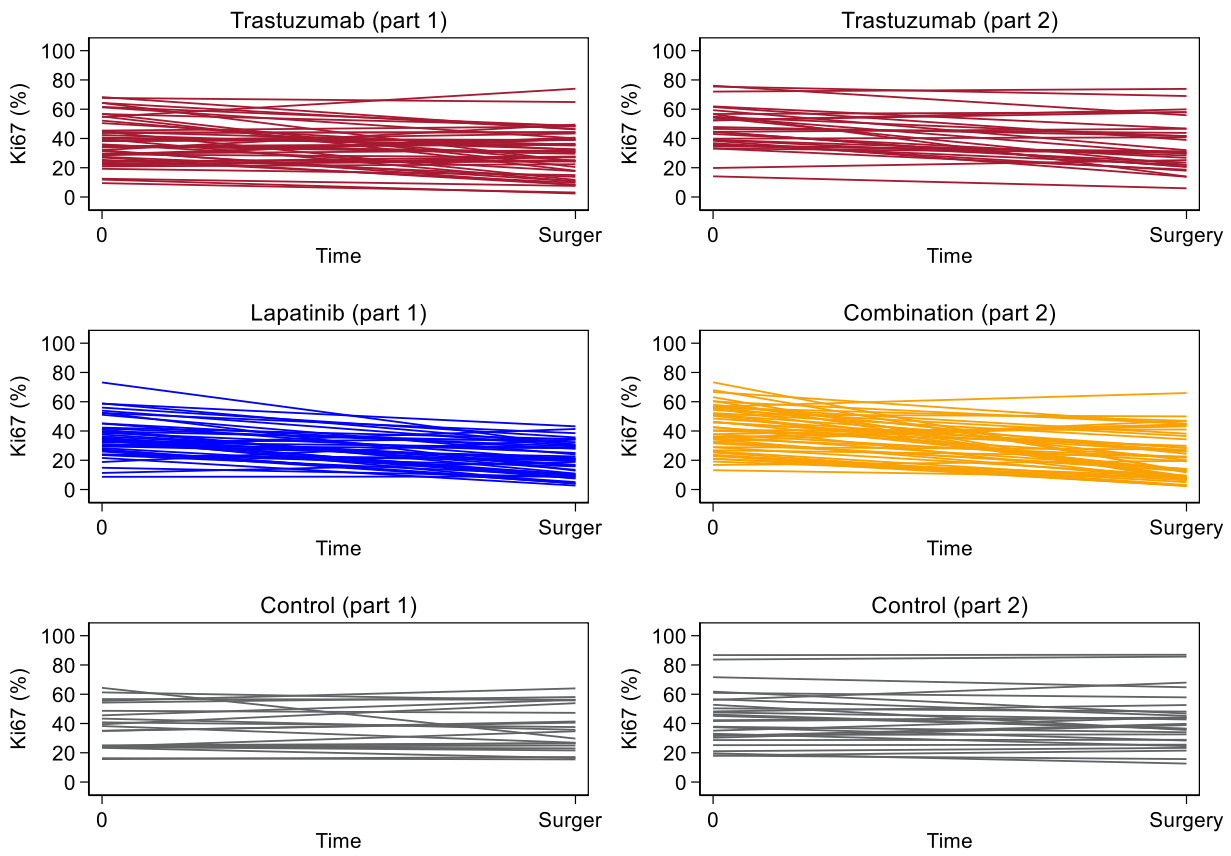 Trastuzumab (part 1)
100
80
60
40
20
0
Ki67 (%)
0
Surger
Time
Trastuzumab (part 2)
100
80
60
40
20
0
Ki67 (%)
0
Surgery
Time
Lapatinib (part 1)
100
80
60
40
20
0
Ki67 (%)
0
Surger
Time
Combination (part 2)
100
80
60
40
20
0
Ki67 (%)
0
Surgery
Time
Control (part 1)
100
80
60
40
20
0
Ki67 (%)
0
Surger
Time
Control (part 2)
100
80
60
40
20
0
Ki67 (%)
0
Surgery
Time